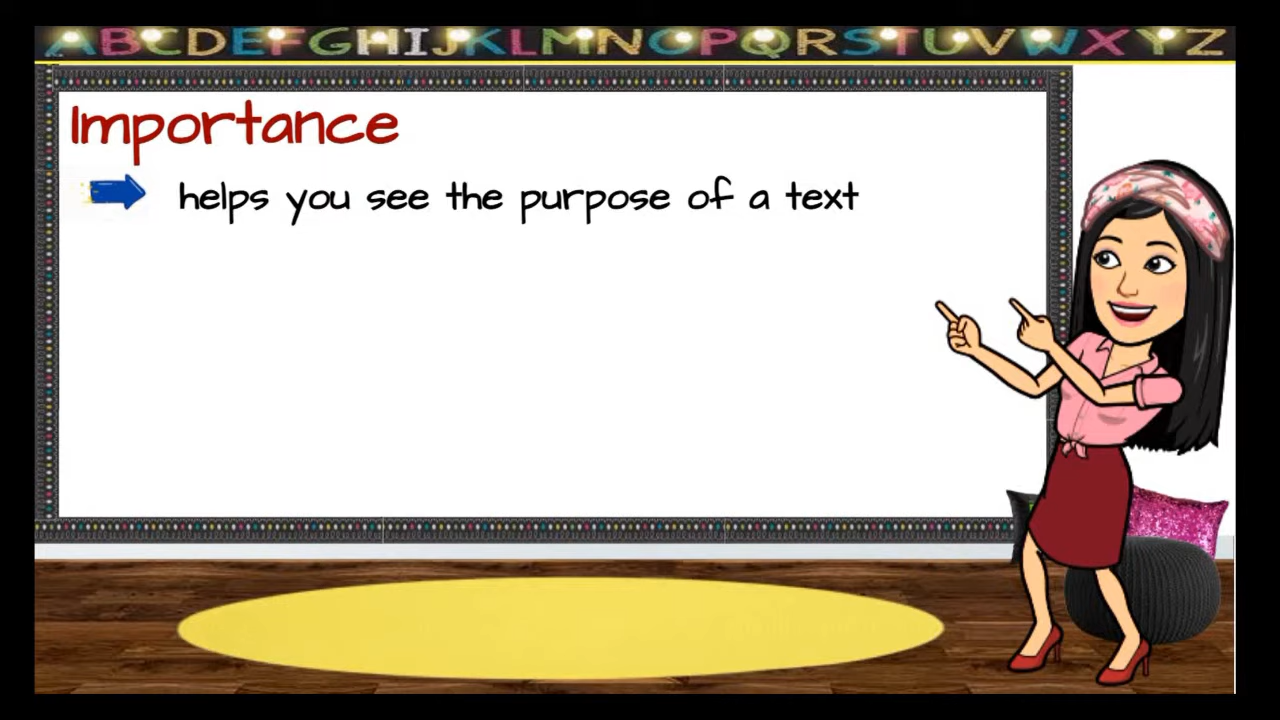 ABCDEFGHIJKLMNOPQRSTUVWXYZ
Importance
helps you see the purpose of a text